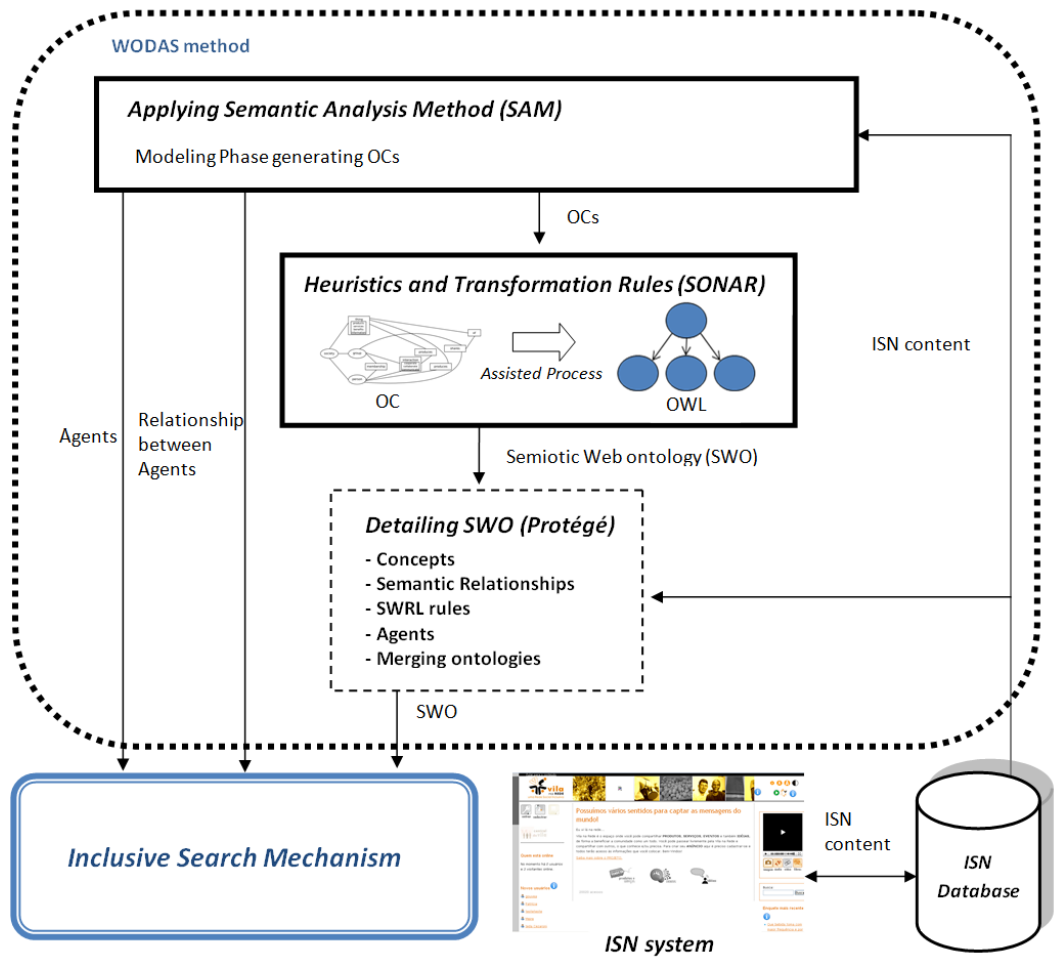 WODAS method
Applying Semantic Analysis Method (SAM)
Modeling Phase generating OCs
OCs
Heuristics and Transformation Rules (SONAR)
Assisted Process
OC
OWL
ISN content
Agents
Relationship
between
Agents
Semiotic Web ontology (SWO)
Detailing SWO (Protégé)
- Concepts
- Semantic Relationships
- SWRL rules
- Agents
- Merging ontologies
SWO
Inclusive Search Mechanism
vila
Possuímos vários sentidos para captar as mensagens do
mundo!
ISN
content
ISN system
ISN
Database